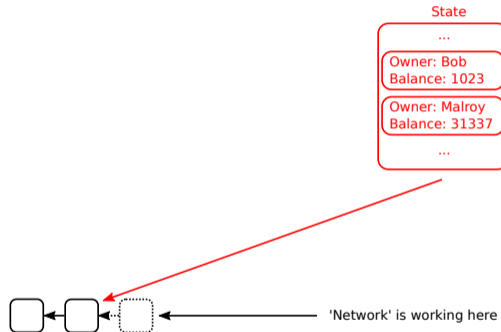 State
...
Owner: Bob
Balance: 1023
Owner: Malroy
Balance: 31337
...
'Network' is working here